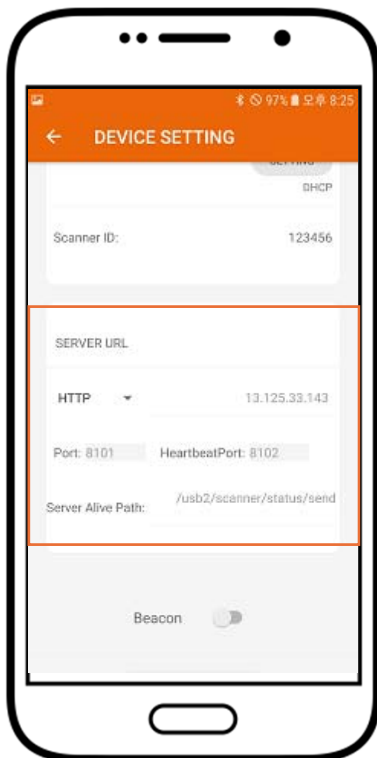 97% 오후 8:25
DEVICE SETTING
DHCP
Scanner ID: 123456
SERVER URL
HTTP 13.125.33.143
Port: 8101 HeartbeatPort: 8102
/usb2/scanner/status/send
Server Alive Path:
Beacon